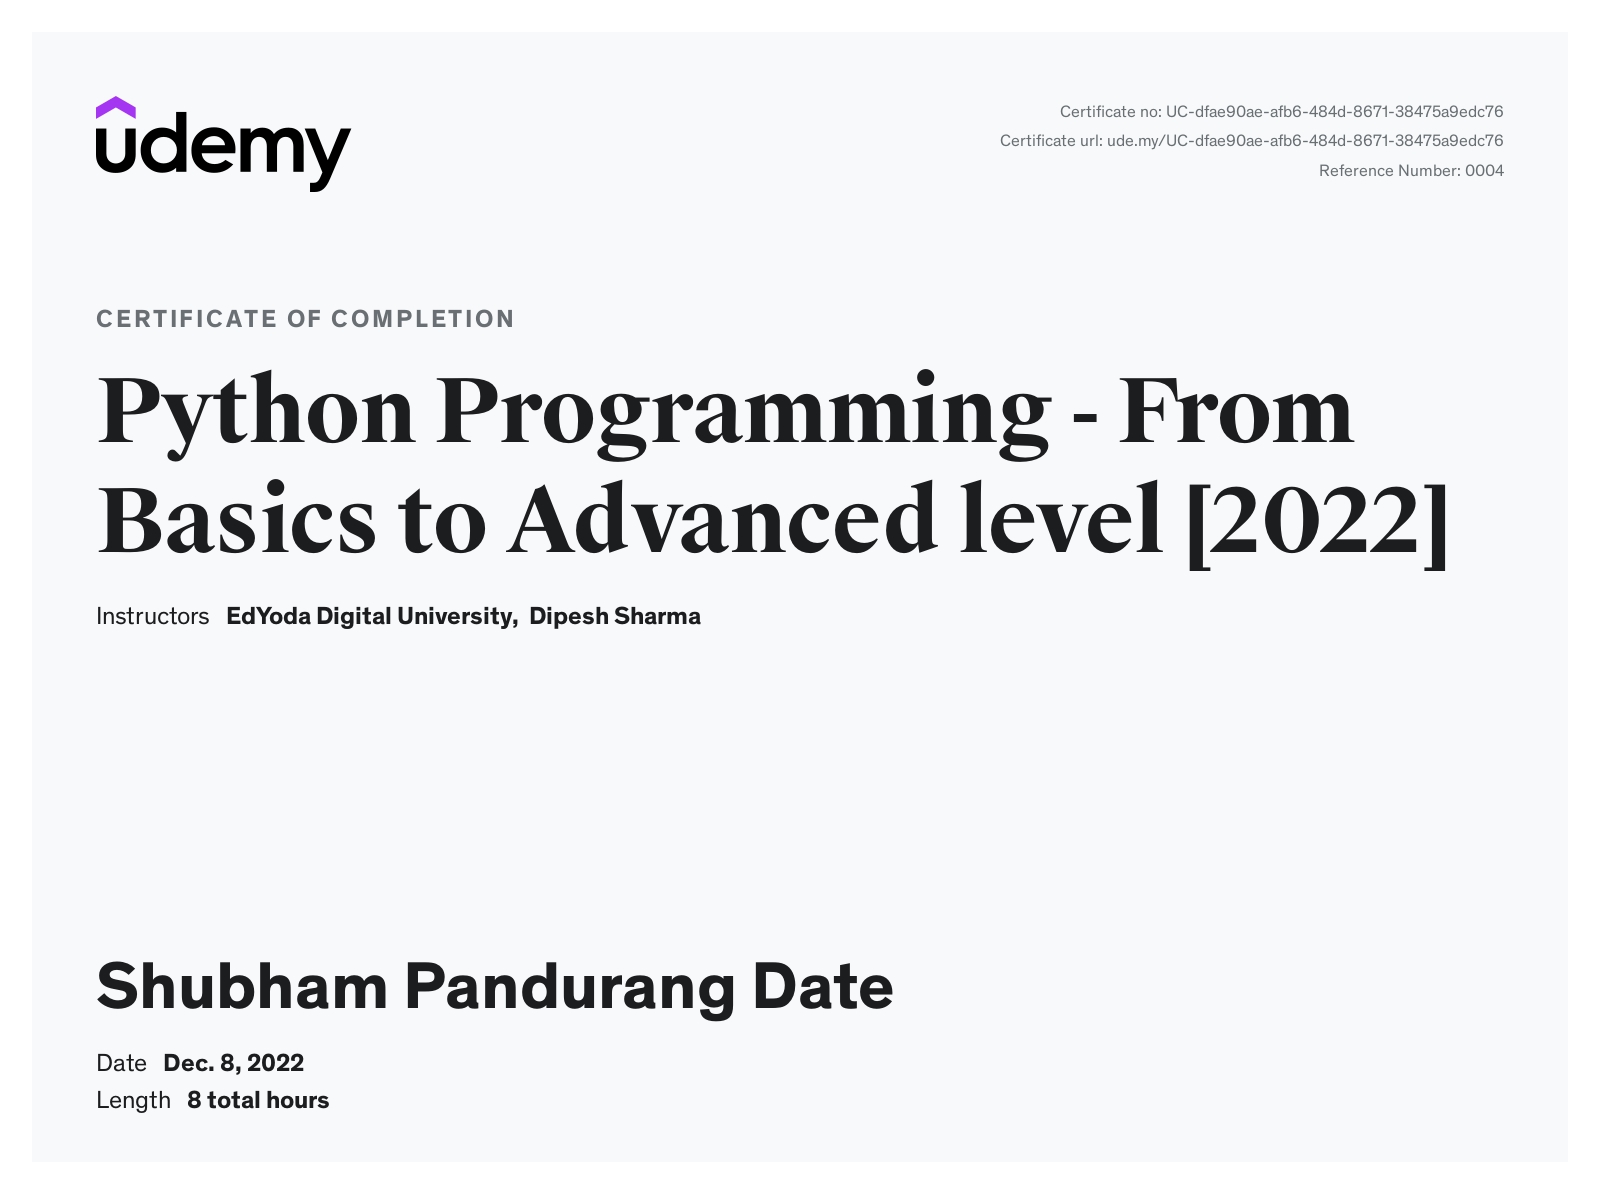 udemy
Certificate no: UC-dfae90ae-afb6-484d-8671-38475a9edc76
Certificate url: ude.my/UC-dfae90ae-afb6-484d-8671-38475a9edc76
Reference Number: 0004
CERTIFICATE OF COMPLETION
Python Programming - From
Basics to Advanced level [2022]
Instructors EdYoda Digital University, Dipesh Sharma
Shubham Pandurang Date
Date Dec. 8, 2022
Length 8 total hours